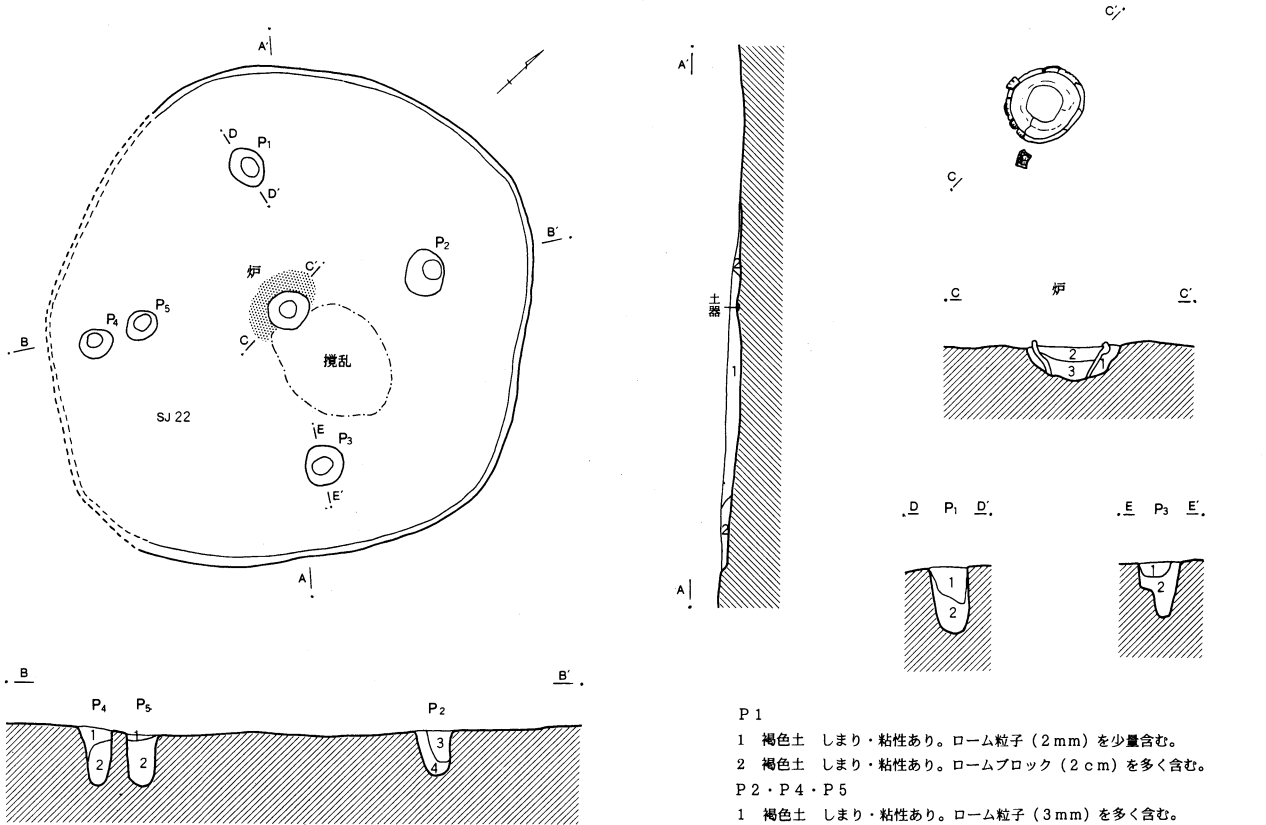 A′
D
P1
D′
B′
P2
炉
C′
P4
P5
B
C
攪乱
SJ 22
E
P3
E′
A
A′
2
土器
1
2
A
C′
C
炉
C
C′
2
3
1
D P1 D′
1
2
E P3 E′
1
2
B
B′
P4 P5
P2
1
2
1
2
3
4
P1
1 褐色土 しまり・粘性あり。ローム粒子（2mm）を少量含む。
2 褐色土 しまり・粘性あり。ロームブロック（2cm）を多く含む。
P2・P4・P5
1 褐色土 しまり・粘性あり。ローム粒子（3mm）を多く含む。